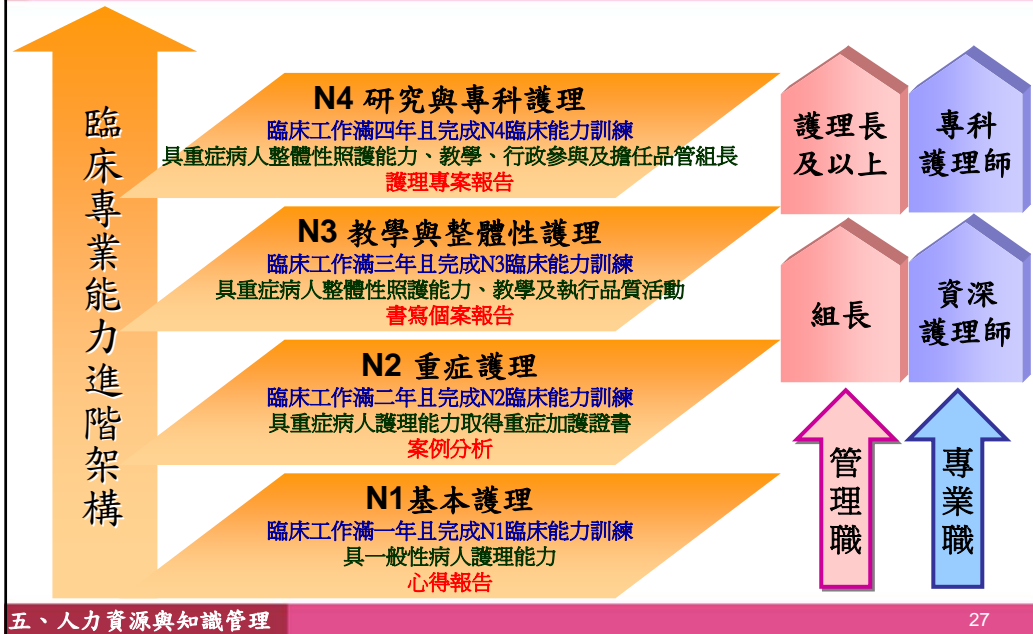 臨床專業能力進階架構
N4 研究與專科護理
臨床工作滿四年且完成N4臨床能力訓練
具重症病人整體性照護能力、教學、行政參與及擔任品管組長
護理專案報告
N3 教學與整體性護理
臨床工作滿三年且完成N3臨床能力訓練
具重症病人整體性照護能力、教學及執行品質活動
書寫個案報告
N2 重症護理
臨床工作滿二年且完成N2臨床能力訓練
具重症病人護理能力取得重症加護證書
案例分析
N1基本護理
臨床工作滿一年且完成N1臨床能力訓練
具一般性病人護理能力
心得報告
護理長
及以上
專科
護理師
組長
資深
護理師
管理職
專業職
五、人力資源與知識管理
27